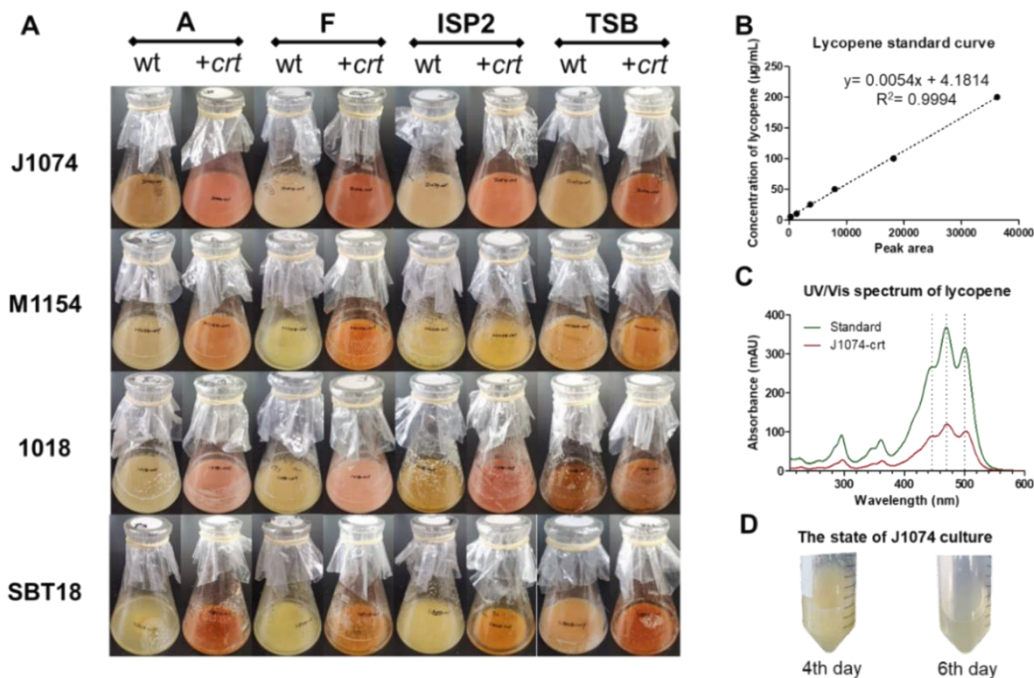 A
A F ISP2 TSB
wt +crt wt +crt wt +crt wt +crt
J1074
M1154
1018
SBT18
B
Lycopene standard curve
y= 0.0054x + 4.1814
R²= 0.9994
Concentration of lycopene (µg/mL)
250
200
150
100
50
0
0 10000 20000 30000 40000
Peak area
C
UV/Vis spectrum of lycopene
Standard
J1074-crt
Absorbance (mAU)
400
300
200
100
0
300 400 500 600
Wavelength (nm)
D
The state of J1074 culture
4th day 6th day